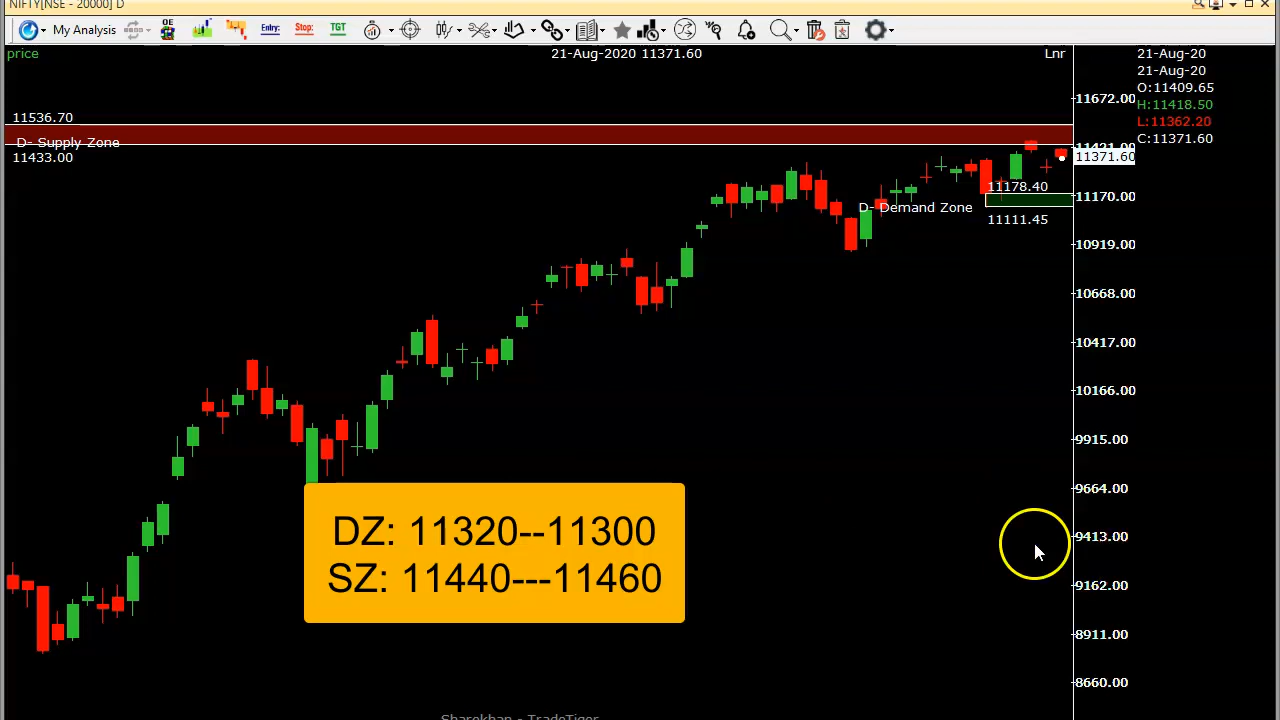 NIFTY[NSE - 20000] D
My Analysis
OE
Entry:
Stop:
TGT
price
21-Aug-2020 11371.60
Lnr
21-Aug-20
21-Aug-20
O:11409.65
H:11418.50
L:11362.20
C:11371.60
11536.70
D- Supply Zone
11433.00
11178.40
D- Demand Zone
11111.45
11672.00
11421.00
11371.60
11170.00
10919.00
10668.00
10417.00
10166.00
9915.00
9664.00
9413.00
9162.00
8911.00
8660.00
DZ: 11320--11300
SZ: 11440---11460
Sharekhan - TradeTiger